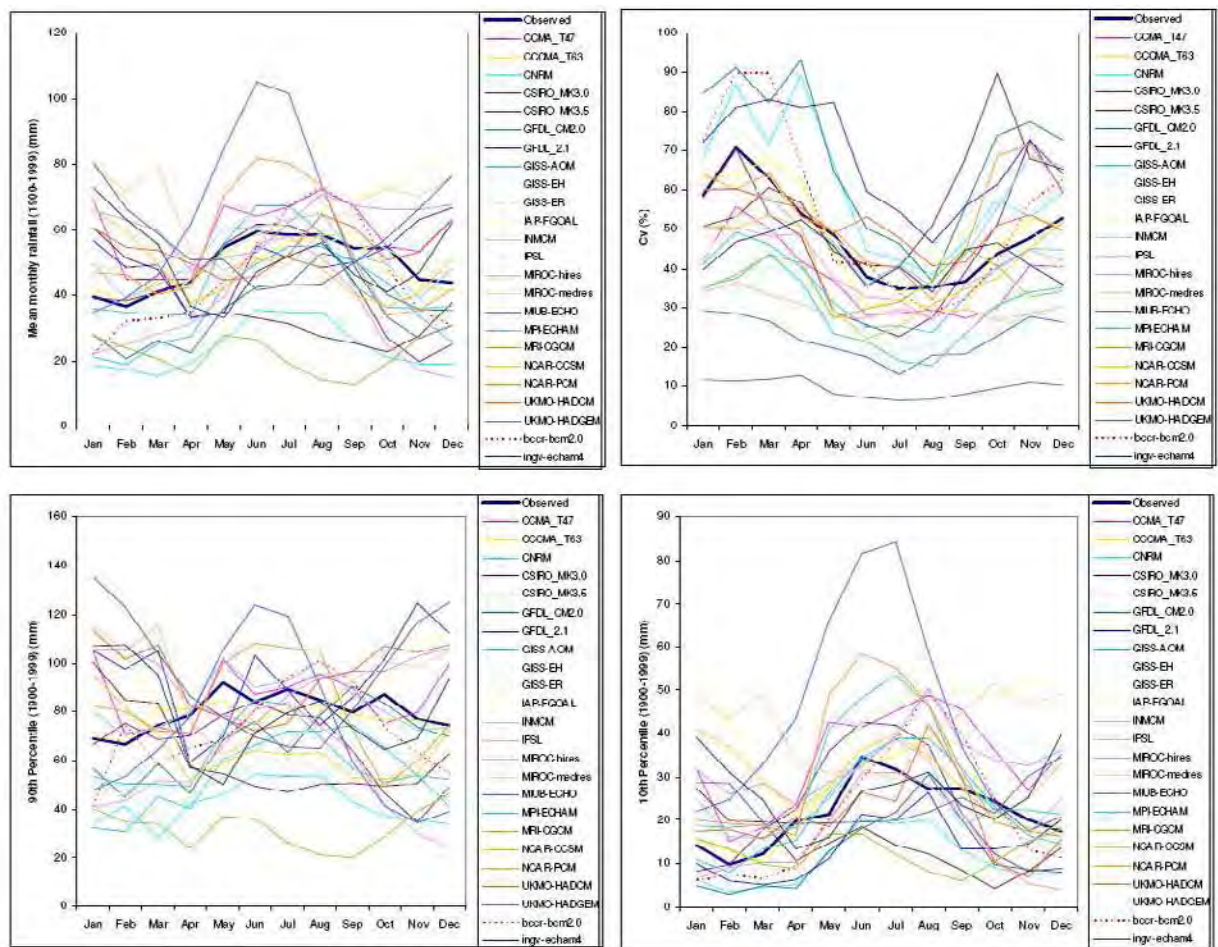 120
100
80
60
40
20
0
Mean monthly rainfall (1900-1999) (mm)
Jan Feb Mar Apr May Jun Jul Aug Sep Oct Nov Dec
Observed
CCMA_T47
CCCMA_T63
CNRM
CSIRO_MK3.0
CSIRO_MK3.5
GFDL_CM2.0
GFDL_2.1
GISS-AOM
GISS-EH
GISS-ER
IAP-FGOAL
INMCM
IPSL
MIROC-hires
MIROC-medres
MIUB-ECHO
MPI-ECHAM
MRI-CGCM
NCAR-CCSM
NCAR-PCM
UKMO-HADCM
UKMO-HADGEM
bccr-bcm2.0
ingv-echam4
100
90
80
70
60
50
40
30
20
10
0
Cv (%)
Jan Feb Mar Apr May Jun Jul Aug Sep Oct Nov Dec
Observed
CCMA_T47
CCCMA_T63
CNRM
CSIRO_MK3.0
CSIRO_MK3.5
GFDL_CM2.0
GFDL_2.1
GISS-AOM
GISS-EH
GISS-ER
IAP-FGOAL
INMCM
IPSL
MIROC-hires
MIROC-medres
MIUB-ECHO
MPI-ECHAM
MRI-CGCM
NCAR-CCSM
NCAR-PCM
UKMO-HADCM
UKMO-HADGEM
bccr-bcm2.0
ingv-echam4
160
140
120
100
80
60
40
20
0
90th Percentile (1900-1999) (mm)
Jan Feb Mar Apr May Jun Jul Aug Sep Oct Nov Dec
Observed
CCMA_T47
CCCMA_T63
CNRM
CSIRO_MK3.0
CSIRO_MK3.5
GFDL_CM2.0
GFDL_2.1
GISS-AOM
GISS-EH
GISS-ER
IAP-FGOAL
INMCM
IPSL
MIROC-hires
MIROC-medres
MIUB-ECHO
MPI-ECHAM
MRI-CGCM
NCAR-CCSM
NCAR-PCM
UKMO-HADCM
UKMO-HADGEM
bccr-bcm2.0
ingv-echam4
90
80
70
60
50
40
30
20
10
0
10th Percentile (1900-1999) (mm)
Jan Feb Mar Apr May Jun Jul Aug Sep Oct Nov Dec
Observed
CCMA_T47
CCCMA_T63
CNRM
CSIRO_MK3.0
CSIRO_MK3.5
GFDL_CM2.0
GFDL_2.1
GISS-AOM
GISS-EH
GISS-ER
IAP-FGOAL
INMCM
IPSL
MIROC-hires
MIROC-medres
MIUB-ECHO
MPI-ECHAM
MRI-CGCM
NCAR-CCSM
NCAR-PCM
UKMO-HADCM
UKMO-HADGEM
bccr-bcm2.0
ingv-echam4